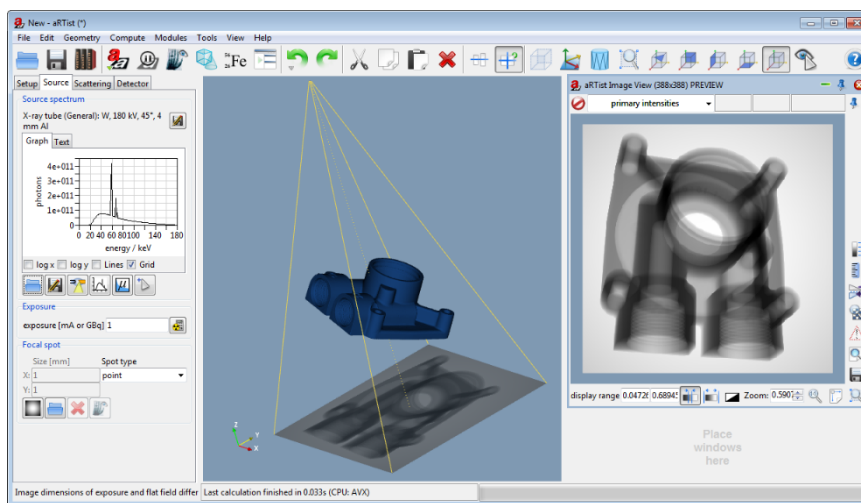 New - aRTist (*)
File Edit Geometry Compute Modules Tools View Help
Fe
Setup Source Scattering Detector
Source spectrum
X-ray tube (General): W, 180 kV, 45°, 4
mm Al
Graph Text
4e+011
3e+011
2e+011
1e+011
0
photons
0 20 40 60 80 100 140 180
energy / keV
log x log y Lines Grid
μ
Exposure
exposure [mA or GBq] 1
Focal spot
Size [mm] Spot type
X: 1 point
Y: 1
Image dimensions of exposure and flat field differ
Z
Y
X
Last calculation finished in 0.033s (CPU: AVX)
aRTist Image View (388x388) PREVIEW
primary intensities
display range 0.04726 0.68945 Zoom: 0.5907
Place
windows
here